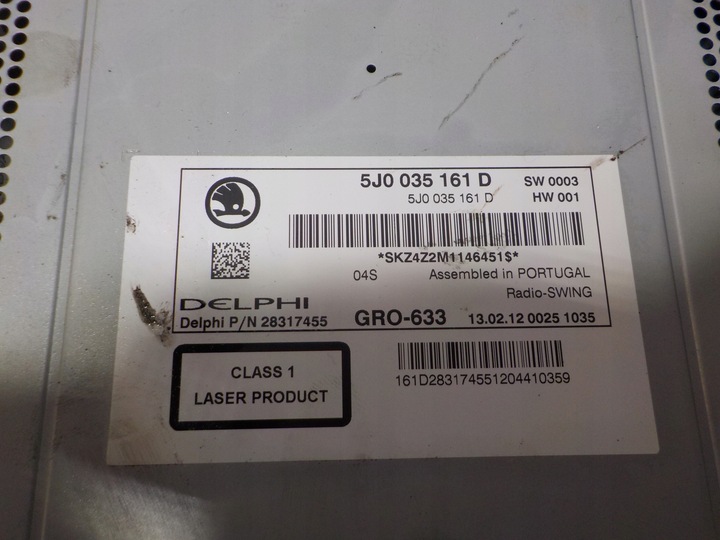 5J0 035 161 D SW 0003
5J0 035 161 D HW 001
*SKZ4Z2M1146451$*
04S Assembled in PORTUGAL
Radio-SWING
DELPHI
Delphi P/N 28317455 GRO-633 13.02.12 0025 1035
CLASS 1
LASER PRODUCT
161D283174551204410359